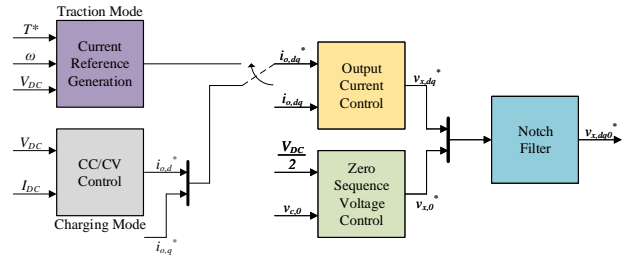 Traction Mode
T*
ω
V_DC
Current
Reference
Generation
V_DC
I_DC
CC/CV
Control
Charging Mode
i_o,d*
i_o,q*
i_o,dq*
i_o,dq
Output
Current
Control
v_x,dq*
V_DC
2
v_c,0
Zero
Sequence
Voltage
Control
v_x,0*
Notch
Filter
v_x,dq0*